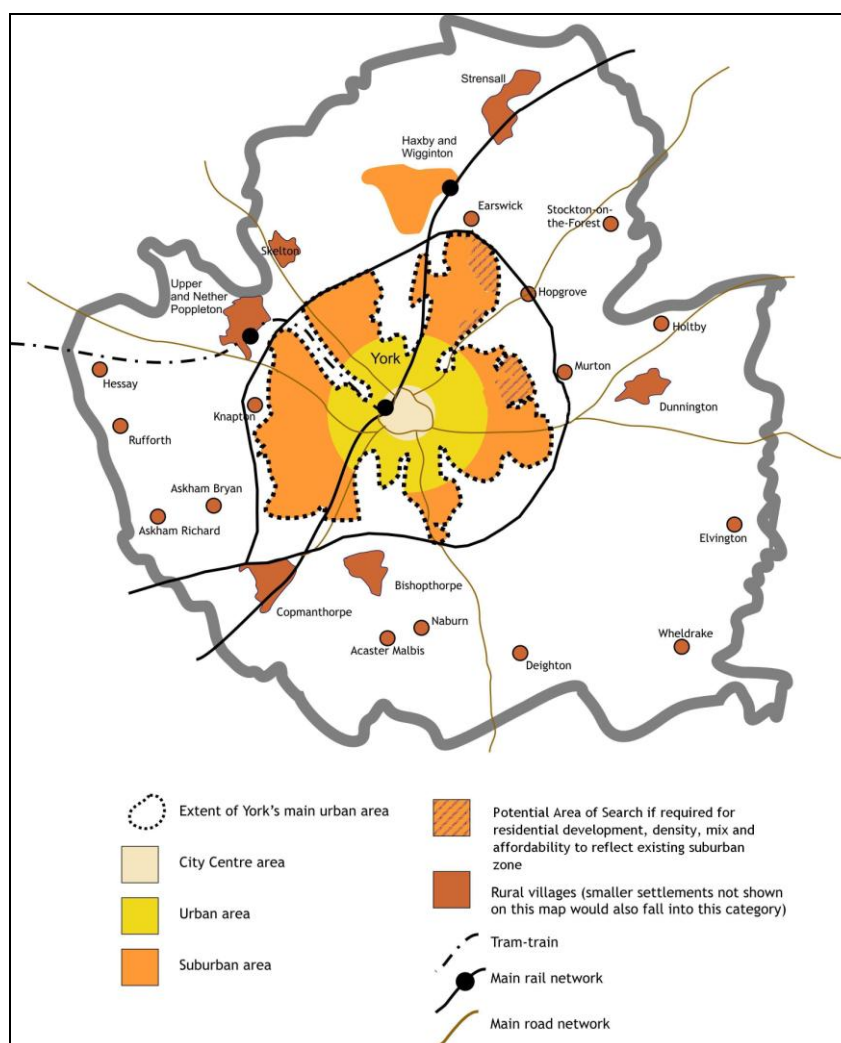 Strensall
Haxby and
Wigginton
Earswick
Stockton-on-
the-Forest
Skelton
Upper
and Nether
Poppleton
Hopgrove
Holtby
York
Hessay
Murton
Knapton
Dunnington
Rufforth
Askham Bryan
Askham Richard
Elvington
Bishopthorpe
Copmanthorpe
Naburn
Acaster Malbis
Wheldrake
Deighton
Extent of York's main urban area
City Centre area
Urban area
Suburban area
Potential Area of Search if required for
residential development, density, mix and
affordability to reflect existing suburban
zone
Rural villages (smaller settlements not shown
on this map would also fall into this category)
Tram-train
Main rail network
Main road network